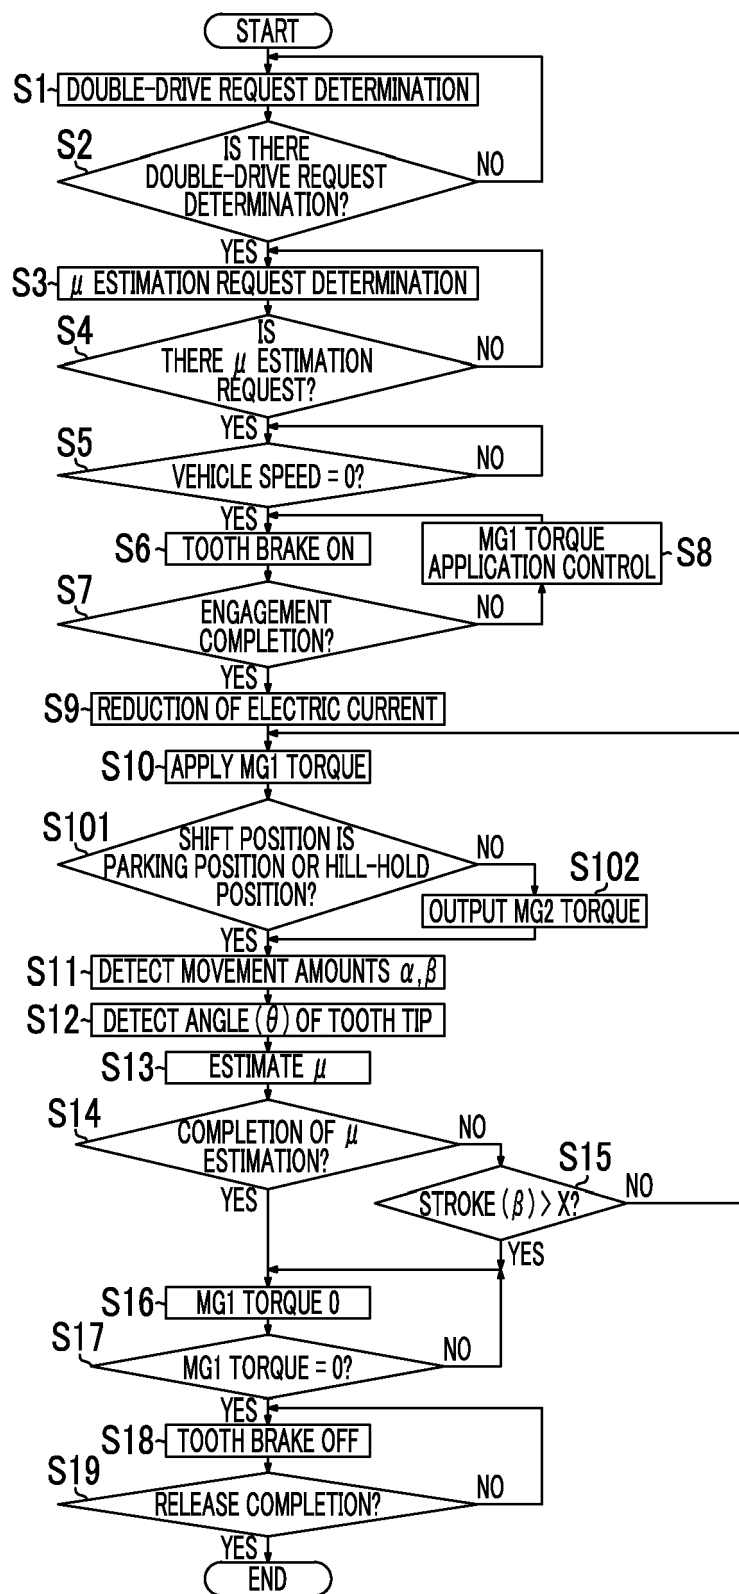 START
S1
DOUBLE-DRIVE REQUEST DETERMINATION
S2
IS THERE
DOUBLE-DRIVE REQUEST
DETERMINATION?
NO
YES
S3
μ ESTIMATION REQUEST DETERMINATION
S4
IS
THERE μ ESTIMATION
REQUEST?
NO
YES
S5
VEHICLE SPEED = 0?
NO
YES
S6
TOOTH BRAKE ON
MG1 TORQUE
APPLICATION CONTROL
S8
S7
ENGAGEMENT
COMPLETION?
NO
YES
S9
REDUCTION OF ELECTRIC CURRENT
S10
APPLY MG1 TORQUE
S101
SHIFT POSITION IS
PARKING POSITION OR HILL-HOLD
POSITION?
NO
S102
OUTPUT MG2 TORQUE
YES
S11
DETECT MOVEMENT AMOUNTS α,β
S12
DETECT ANGLE (θ) OF TOOTH TIP
S13
ESTIMATE μ
S14
COMPLETION OF μ
ESTIMATION?
NO
YES
S15
STROKE (β) > X?
NO
YES
S16
MG1 TORQUE 0
S17
MG1 TORQUE = 0?
NO
YES
S18
TOOTH BRAKE OFF
S19
RELEASE COMPLETION?
NO
YES
END